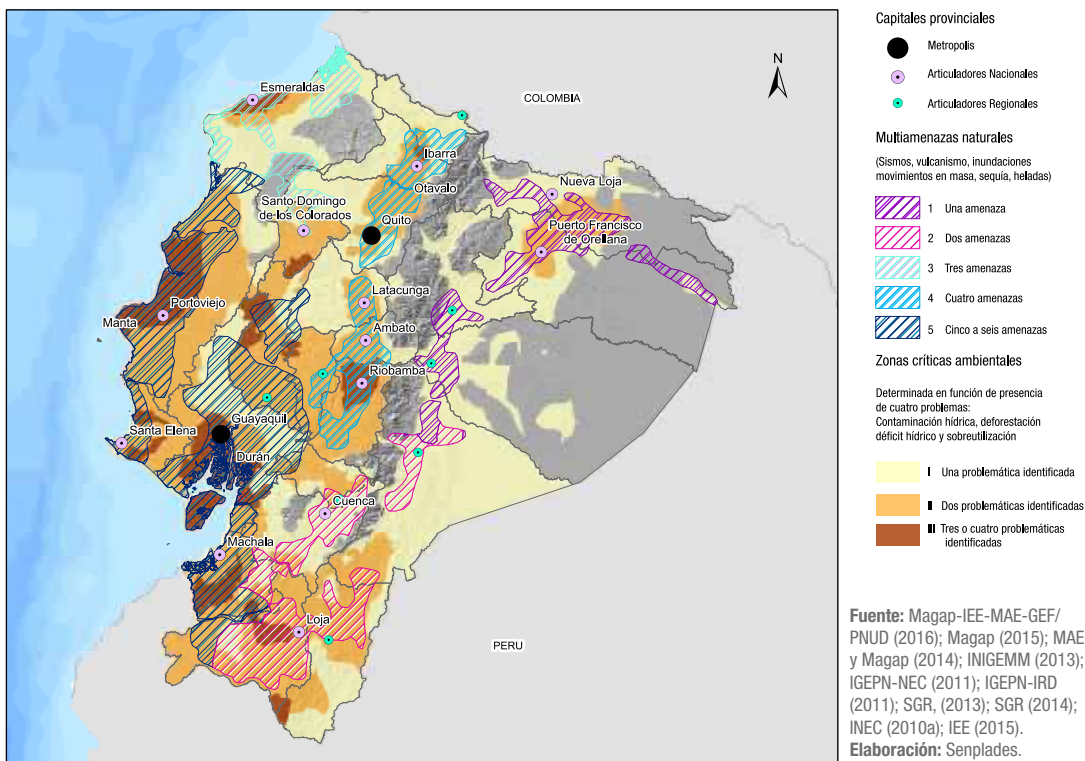 COLOMBIA
N
Esmeraldas
Ibarra
Otavalo
Nueva Loja
Santo Domingo
de los Colorados
Quito
Puerto Francisco
de Orellana
Latacunga
Portoviejo
Manta
Ambato
Riobamba
Guayaquil
Santa Elena
Durán
Cuenca
Machala
Loja
PERU
Capitales provinciales
Metropolis
Articuladores Nacionales
Articuladores Regionales
Multiamenazas naturales
(Sismos, vulcanismo, inundaciones
movimientos en masa, sequía, heladas)
1 Una amenaza
2 Dos amenazas
3 Tres amenazas
4 Cuatro amenazas
5 Cinco a seis amenazas
Zonas críticas ambientales
Determinada en función de presencia
de cuatro problemas:
Contaminación hídrica, deforestación
déficit hídrico y sobreutilización
I Una problemática identificada
II Dos problemáticas identificadas
III Tres o cuatro problemáticas
identificadas
Fuente: Magap-IEE-MAE-GEF/
PNUD (2016); Magap (2015); MAE
y Magap (2014); INIGEMM (2013);
IGEPN-NEC (2011); IGEPN-IRD
(2011); SGR, (2013); SGR (2014);
INEC (2010a); IEE (2015).
Elaboración: Senplades.